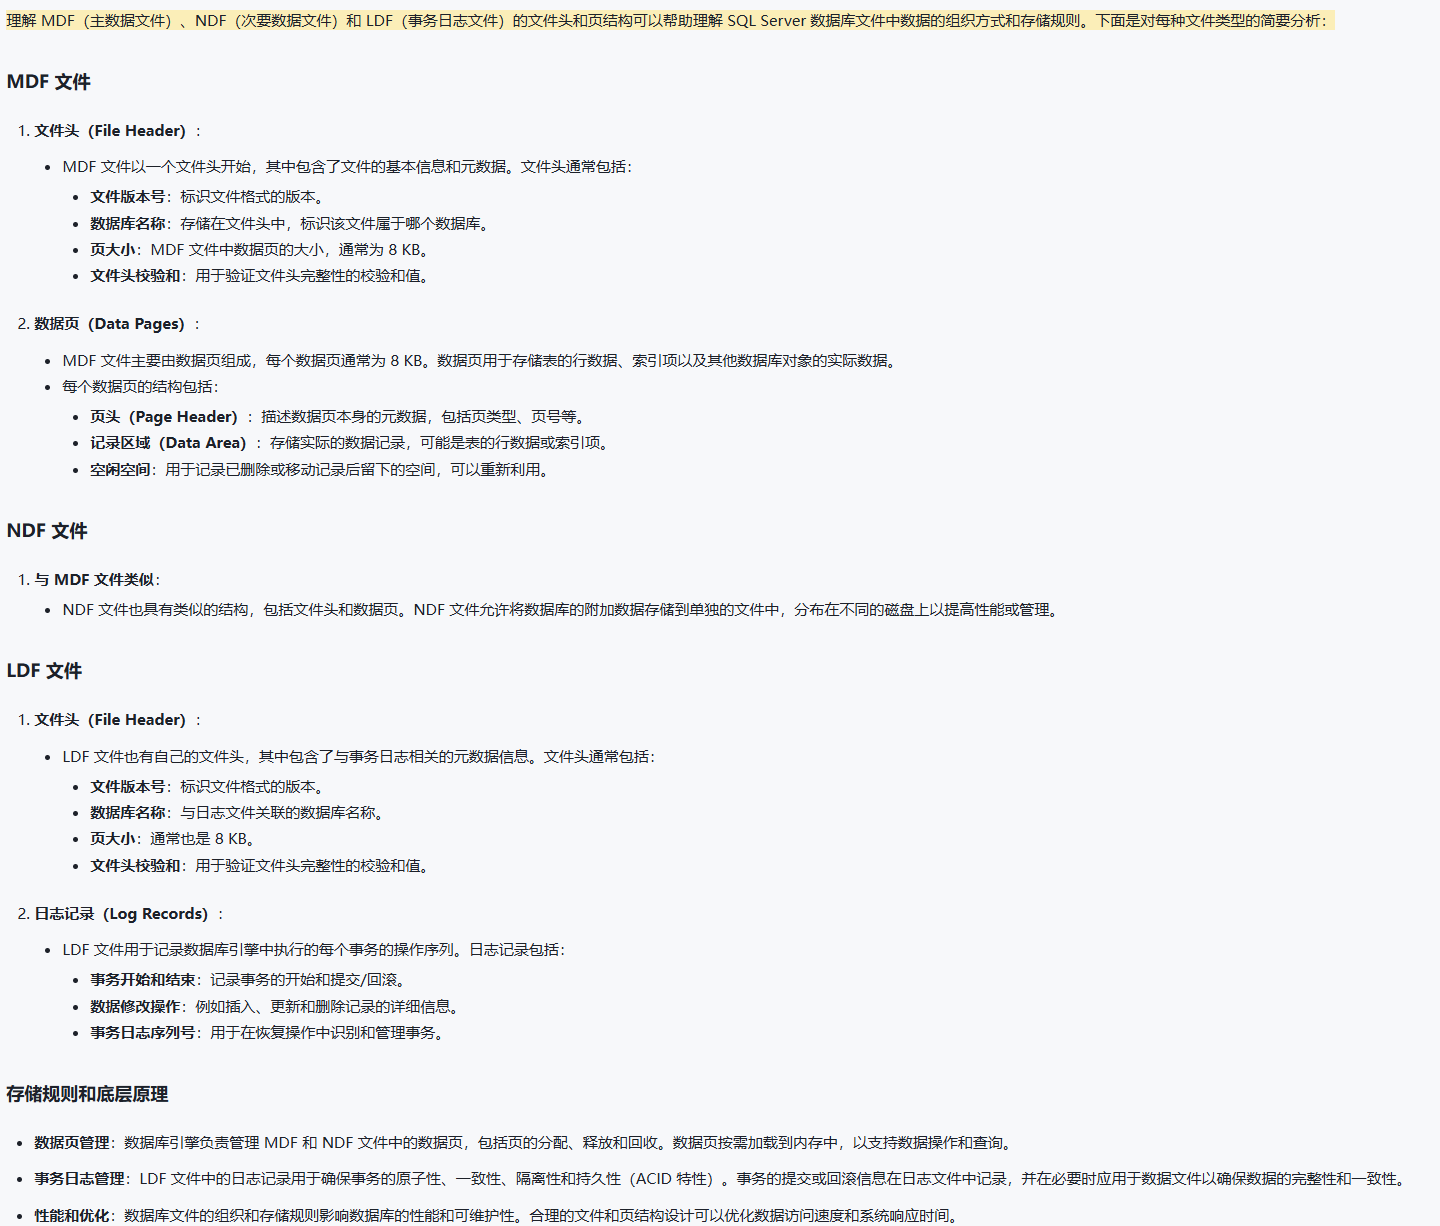 理解 MDF（主数据文件）、NDF（次要数据文件）和 LDF（事务日志文件）的文件头和页结构可以帮助理解 SQL Server 数据库文件中数据的组织方式和存储规则。下面是对每种文件类型的简要分析：
MDF 文件
1. 文件头（File Header）：
• MDF 文件以一个文件头开始，其中包含了文件的基本信息和元数据。文件头通常包括：
• 文件版本号：标识文件格式的版本。
• 数据库名称：存储在文件头中，标识该文件属于哪个数据库。
• 页大小：MDF 文件中数据页的大小，通常为 8 KB。
• 文件头校验和：用于验证文件头完整性的校验和值。
2. 数据页（Data Pages）：
• MDF 文件主要由数据页组成，每个数据页通常为 8 KB。数据页用于存储表的行数据、索引项以及其他数据库对象的实际数据。
• 每个数据页的结构包括：
• 页头（Page Header）：描述数据页本身的元数据，包括页类型、页号等。
• 记录区域（Data Area）：存储实际的数据记录，可能是表的行数据或索引项。
• 空闲空间：用于记录已删除或移动记录后留下的空间，可以重新利用。
NDF 文件
1. 与 MDF 文件类似：
• NDF 文件也具有类似的结构，包括文件头和数据页。NDF 文件允许将数据库的附加数据存储到单独的文件中，分布在不同的磁盘上以提高性能或管理。
LDF 文件
1. 文件头（File Header）：
• LDF 文件也有自己的文件头，其中包含了与事务日志相关的元数据信息。文件头通常包括：
• 文件版本号：标识文件格式的版本。
• 数据库名称：与日志文件关联的数据库名称。
• 页大小：通常也是 8 KB。
• 文件头校验和：用于验证文件头完整性的校验和值。
2. 日志记录（Log Records）：
• LDF 文件用于记录数据库引擎中执行的每个事务的操作序列。日志记录包括：
• 事务开始和结束：记录事务的开始和提交/回滚。
• 数据修改操作：例如插入、更新和删除记录的详细信息。
• 事务日志序列号：用于在恢复操作中识别和管理事务。
存储规则和底层原理
• 数据页管理：数据库引擎负责管理 MDF 和 NDF 文件中的数据页，包括页的分配、释放和回收。数据页按需加载到内存中，以支持数据操作和查询。
• 事务日志管理：LDF 文件中的日志记录用于确保事务的原子性、一致性、隔离性和持久性（ACID 特性）。事务的提交或回滚信息在日志文件中记录，并在必要时应用于数据文件以确保数据的完整性和一致性。
• 性能和优化：数据库文件的组织和存储规则影响数据库的性能和可维护性。合理的文件和页结构设计可以优化数据访问速度和系统响应时间。